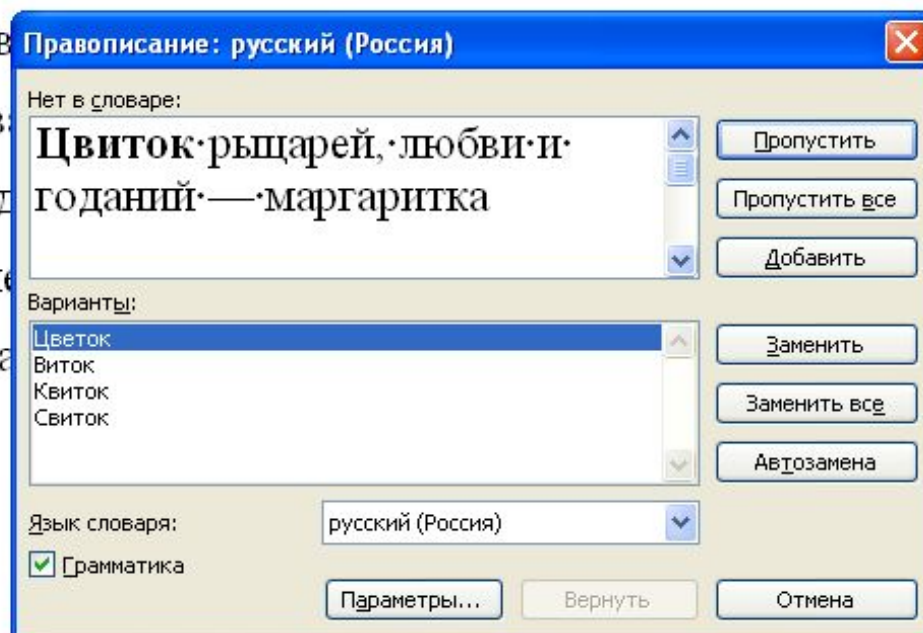 Правописание: русский (Россия)
Нет в словаре:
Цвиток·рыщарей,·любви·и·
годаний·—·маргаритка
Пропустить
Пропустить все
Добавить
Варианты:
Цветок
Виток
Квиток
Свиток
Заменить
Заменить все
Автозамена
Язык словаря:
русский (Россия)
Грамматика
Параметры...
Вернуть
Отмена